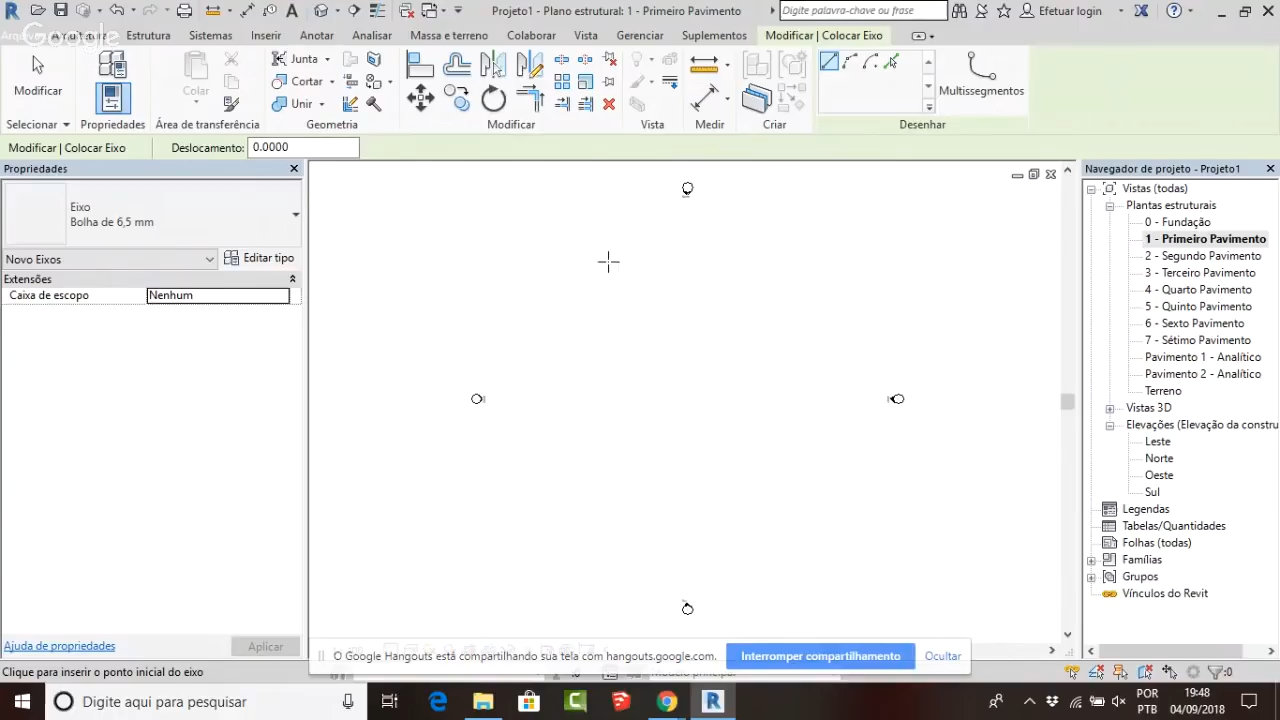 Projeto1 - Plano estrutural: 1 - Primeiro Pavimento
Digite palavra-chave ou frase
Efetuar login
Google
Estrutura
Sistemas
Inserir
Anotar
Analisar
Massa e terreno
Colaborar
Vista
Gerenciar
Suplementos
Modificar | Colocar Eixo
Modificar
Colar
Junta
Cortar
Unir
Multissegmentos
Selecionar
Propriedades
Área de transferência
Geometria
Modificar
Vista
Medir
Criar
Desenhar
Modificar | Colocar Eixo
Deslocamento:
0.0000
Propriedades
Eixo
Bolha de 6,5 mm
Novo Eixos
Editar tipo
Extensões
Caixa de escopo
Nenhum
Ajuda de propriedades
Aplicar
Navegador de projeto - Projeto1
Vistas (todas)
Plantas estruturais
0 - Fundação
1 - Primeiro Pavimento
2 - Segundo Pavimento
3 - Terceiro Pavimento
4 - Quarto Pavimento
5 - Quinto Pavimento
6 - Sexto Pavimento
7 - Sétimo Pavimento
Pavimento 1 - Analítico
Pavimento 2 - Analítico
Terreno
Vistas 3D
Elevações (Elevação da constru
Leste
Norte
Oeste
Sul
Legendas
Tabelas/Quantidades
Folhas (todas)
Famílias
Grupos
Vínculos do Revit
O Google Hangouts está compartilhando sua tela com hangouts.google.com.
Interromper compartilhamento
Ocultar
Clique para inserir o ponto inicial do eixo
:0
Digite aqui para pesquisar
POR
PTB
19:48
04/09/2018